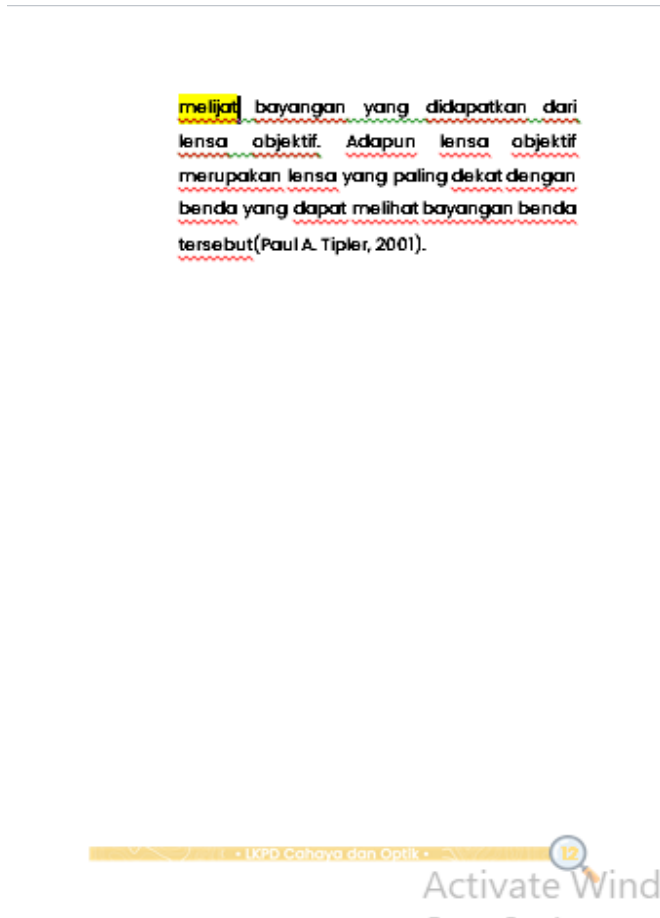 melijat bayangan yang didapatkan dari
lensa objektif. Adapun lensa objektif
merupakan lensa yang paling dekat dengan
benda yang dapat melihat bayangan benda
tersebut(Paul A. Tipler, 2001).
• LKPD Cahaya dan Optik •
12
Activate Wind